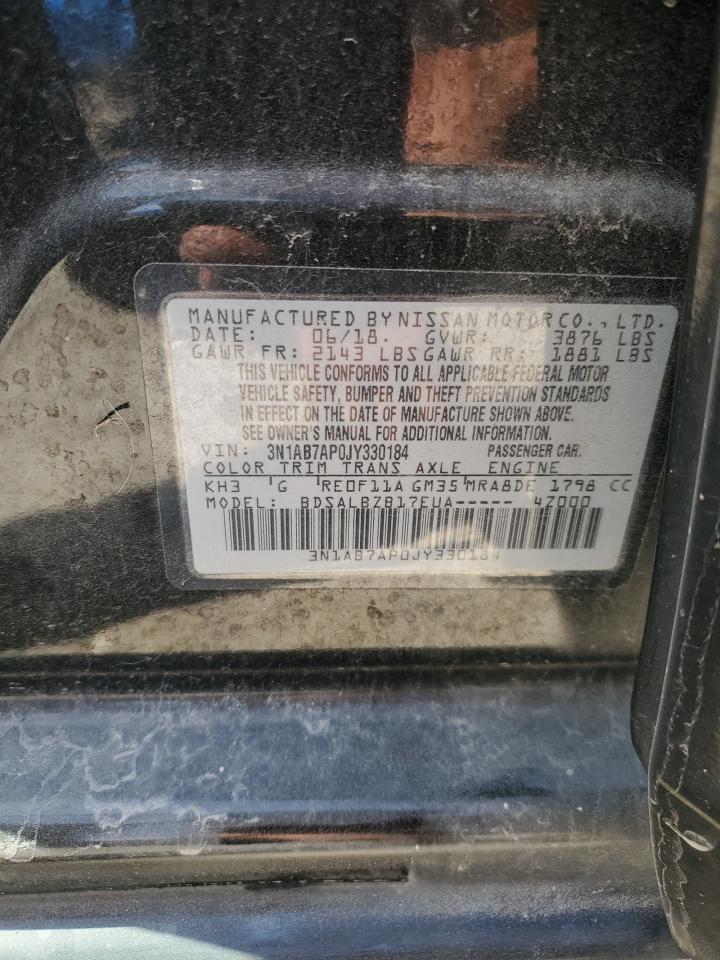 MANUFACTURED BY NISSAN MOTOR CO., LTD.
DATE: 06/18. GVWR: 3876 LBS
GAWR FR: 2143 LBS GAWR RR: 1881 LBS
THIS VEHICLE CONFORMS TO ALL APPLICABLE FEDERAL MOTOR
VEHICLE SAFETY, BUMPER AND THEFT PREVENTION STANDARDS
IN EFFECT ON THE DATE OF MANUFACTURE SHOWN ABOVE.
SEE OWNER'S MANUAL FOR ADDITIONAL INFORMATION.
VIN: 3N1AB7AP0JY330184 PASSENGER CAR.
COLOR TRIM TRANS AXLE ENGINE
KH3 G RE0F11A GM35 MRA8DE 1798 CC
MODEL: BDSALBZB17EUA----- 4Z000
3N1AB7AP0JY330184